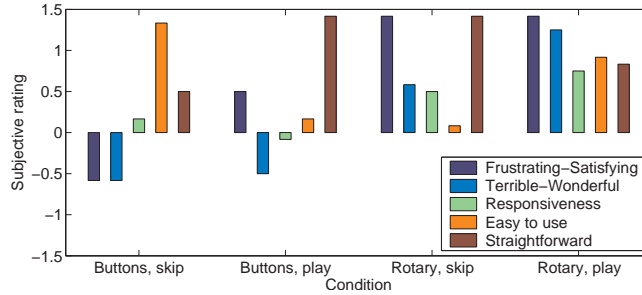 1.5
1
0.5
0
−0.5
−1
−1.5
Subjective rating
Frustrating−Satisfying
Terrible−Wonderful
Responsiveness
Easy to use
Straightforward
Buttons, skip
Buttons, play
Rotary, skip
Rotary, play
Condition